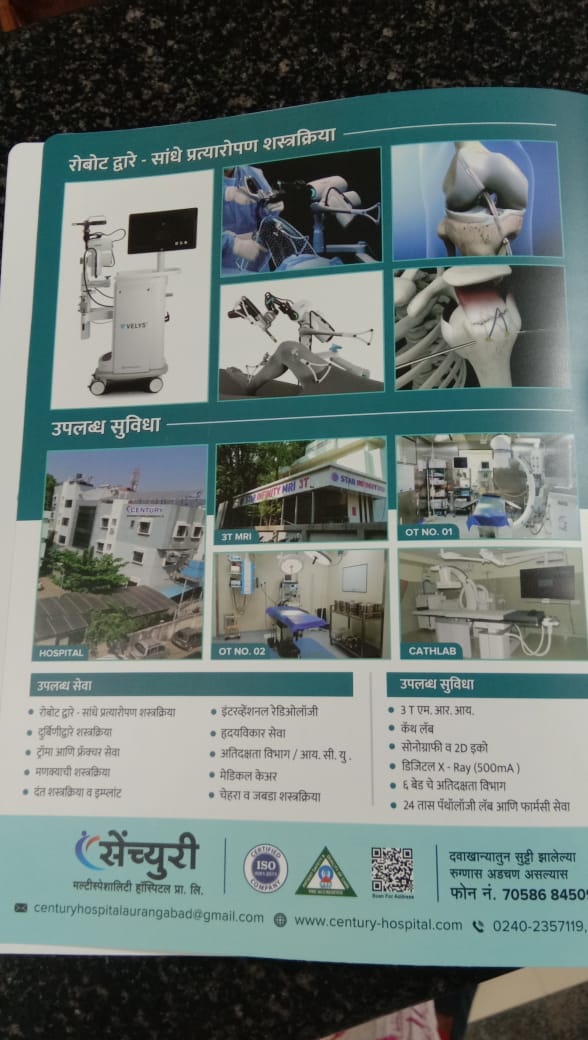 रोबोट द्वारे - सांधे प्रत्यारोपण शस्त्रक्रिया
VELYS
उपलब्ध सुविधा
CENTURY
HOSPITAL
STAR INFINITY MRI 3T
STAR INFINITY
3T MRI
OT NO. 01
OT NO. 02
CATHLAB
उपलब्ध सेवा
• रोबोट द्वारे - सांधे प्रत्यारोपण शस्त्रक्रिया
• दुर्बिणीद्वारे शस्त्रक्रिया
• ट्रॉमा आणि फ्रॅक्चर सेवा
• मणक्याची शस्त्रक्रिया
• दंत शस्त्रक्रिया व इम्प्लांट
• इंटरव्हेंशनल रेडिओलॉजी
• हृदयविकार सेवा
• अतिदक्षता विभाग / आय. सी. यु .
• मेडिकल केअर
• चेहरा व जबडा शस्त्रक्रिया
उपलब्ध सुविधा
• 3 T एम. आर. आय.
• कॅथ लॅब
• सोनोग्राफी व 2D इको
• डिजिटल X - Ray (500mA )
• ६ बेड चे अतिदक्षता विभाग
• 24 तास पॅथॉलॉजी लॅब आणि फार्मसी सेवा
सेंच्युरी
मल्टीस्पेशालिटी हॉस्पिटल प्रा. लि.
CERTIFIED
ISO
COMPANY
Scan For Address
दवाखान्यातुन सुट्टी झालेल्या
रुग्णास अडचण असल्यास
फोन नं. 70586 8450
centuryhospitalaurangabad@gmail.com
www.century-hospital.com
0240-2357119,